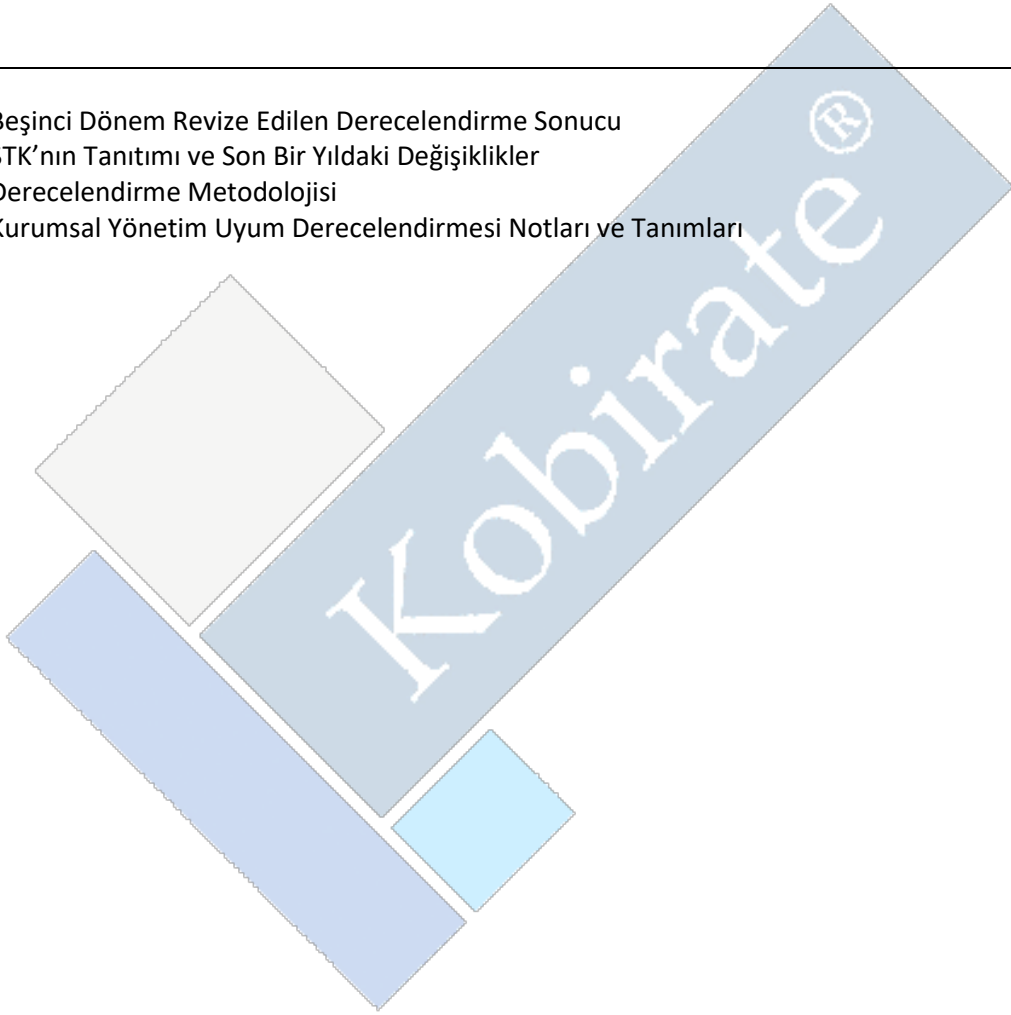 Beşinci Dönem Revize Edilen Derecelendirme Sonucu
STK’nın Tanıtımı ve Son Bir Yıldaki Değişiklikler
Derecelendirme Metodolojisi
Kurumsal Yönetim Uyum Derecelendirmesi Notları ve Tanımları
Kobirate ®